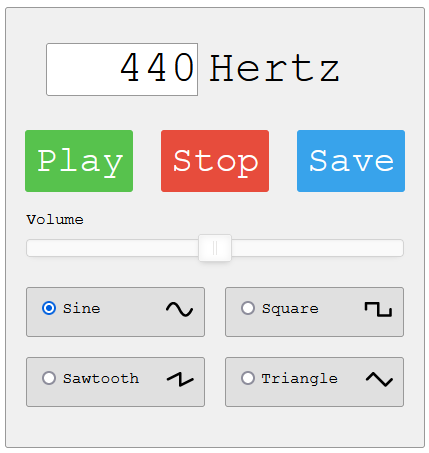 440 Hertz
Play Stop Save
Volume
Sine Square
Sawtooth Triangle